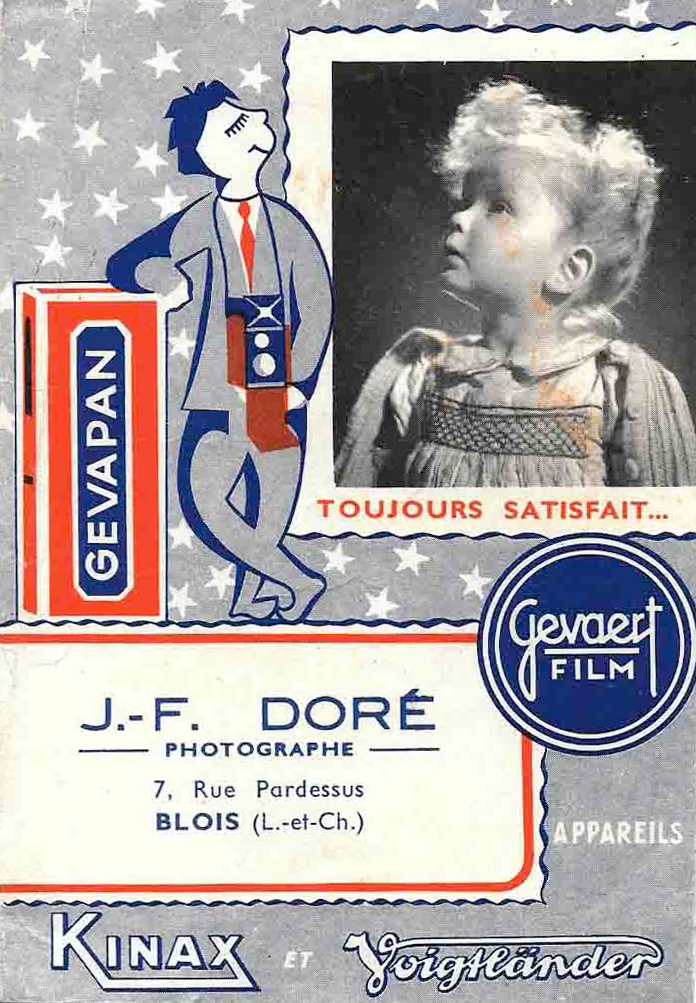 GEVAPAN
TOUJOURS SATISFAIT...
Gevaert
FILM
J.-F. DORÉ
PHOTOGRAPHE
7, Rue Pardessus
BLOIS (L.-et-Ch.)
APPAREILS
KINAX ET Voigtländer